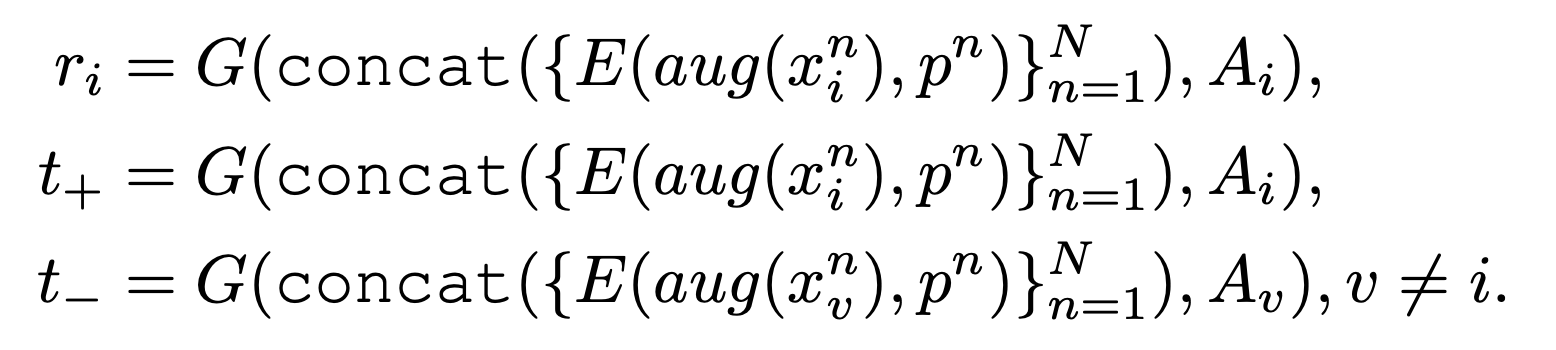 r_i = G(concat({E(aug(x_i^n), p^n)}_{n=1}^N), A_i),
t_+ = G(concat({E(aug(x_i^n), p^n)}_{n=1}^N), A_i),
t_- = G(concat({E(aug(x_v^n), p^n)}_{n=1}^N), A_v), v ≠ i.